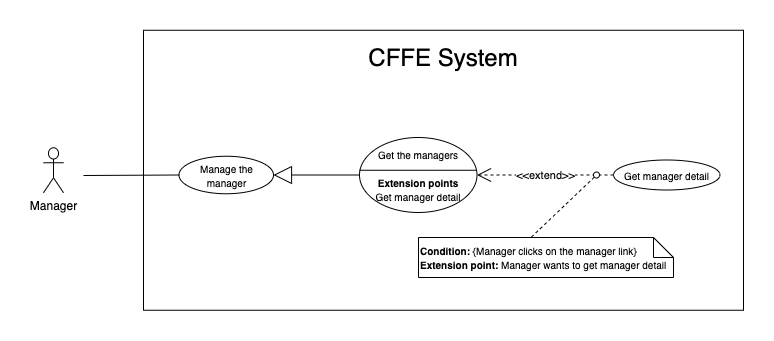 CFFE System
Manager
Manage the
manager
Get the managers
Extension points
Get manager detail
<<extend>>
Get manager detail
Condition: {Manager clicks on the manager link}
Extension point: Manager wants to get manager detail